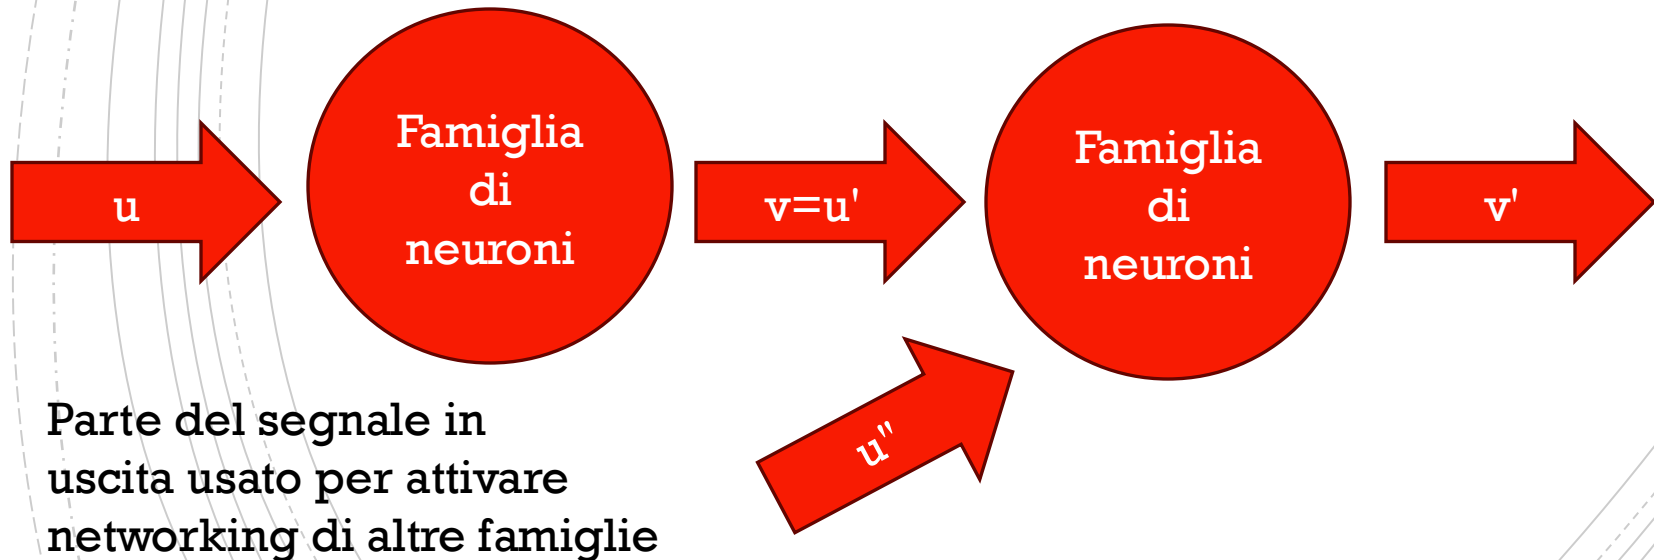 u
Famiglia
di
neuroni
v=u'
Famiglia
di
neuroni
v'
u"
Parte del segnale in
uscita usato per attivare
networking di altre famiglie